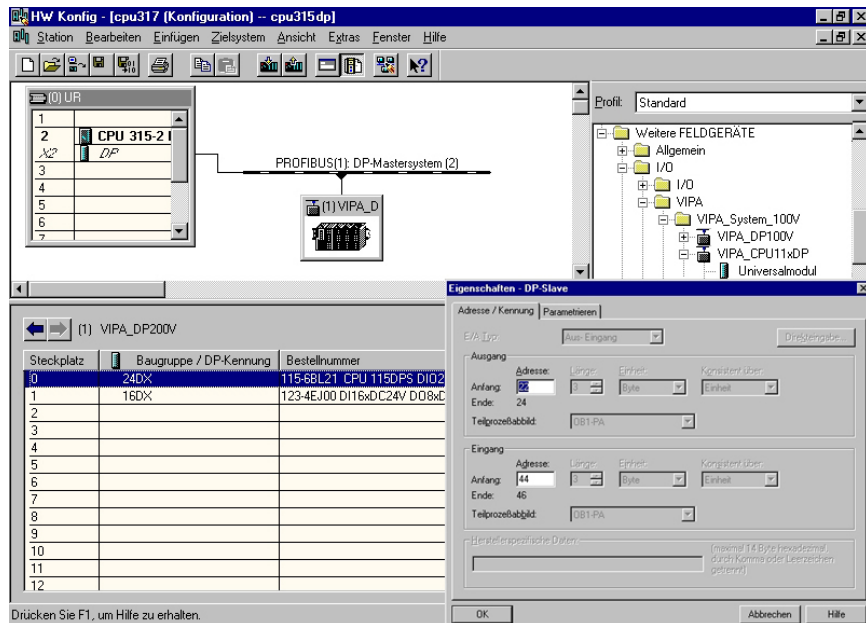 HW Konfig - [cpu317 (Konfiguration) -- cpu315dp]
Station Bearbeiten Einfügen Zielsystem Ansicht Extras Fenster Hilfe
(0) UR
1
2 CPU 315-2
X2 DP
3
4
5
6
7
PROFIBUS(1): DP-Mastersystem (2)
(1) VIPA_D
Profil: Standard
Weitere FELDGERÄTE
Allgemein
I/O
I/O
VIPA
VIPA_System_100V
VIPA_DP100V
VIPA_CPU11xDP
Universalmodul
(1) VIPA_DP200V
Steckplatz Baugruppe / DP-Kennung Bestellnummer
0 24DX 115-6BL21 CPU 115DPS DIO2
1 16DX 123-4EJ00 DI16xDC24V DO8xD
2
3
4
5
6
7
8
9
10
11
12
Drücken Sie F1, um Hilfe zu erhalten.
Eigenschaften - DP-Slave
Adresse / Kennung Parametrieren
E/A Typ: Aus- Eingang Direkteingabe...
Ausgang
Adresse: Länge: Einheit: Konsistent über:
Anfang: 22 3 Byte Einheit
Ende: 24
Teilprozeßabbild: OB1-PA
Eingang
Adresse: Länge: Einheit: Konsistent über:
Anfang: 44 3 Byte Einheit
Ende: 46
Teilprozeßabbild: OB1-PA
Herstellerspezifische Daten:
(maximal 14 Byte hexadezimal,
durch Komma oder Leerzeichen
getrennt)
OK Abbrechen Hilfe